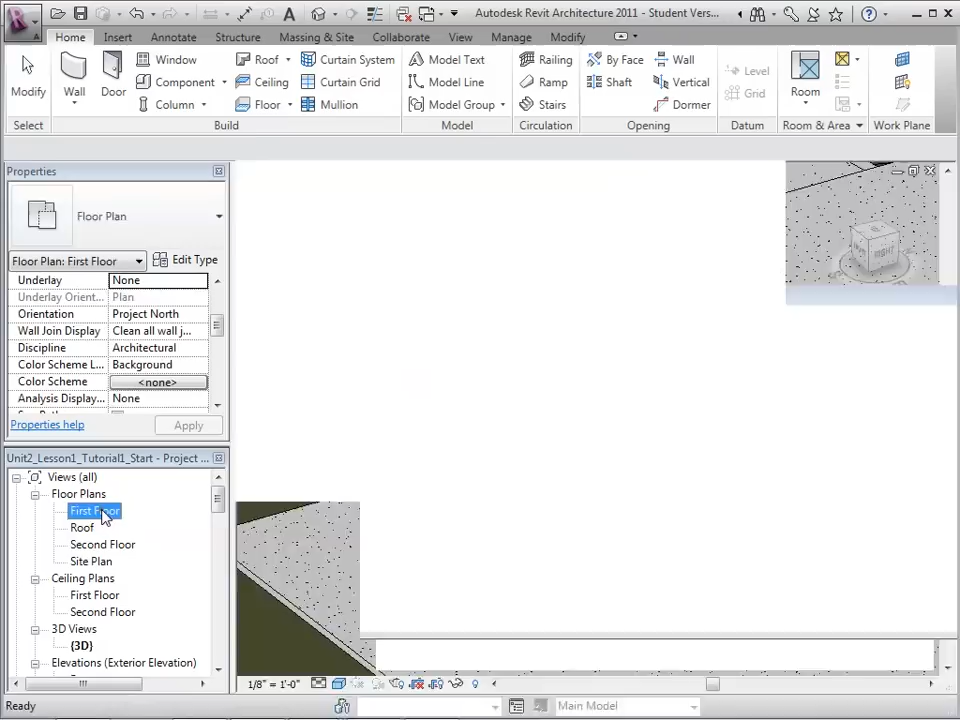 Autodesk Revit Architecture 2011 - Student Vers...
Home Insert Annotate Structure Massing & Site Collaborate View Manage Modify
Modify Wall Door Window Component Column Roof Ceiling Floor Curtain System Curtain Grid Mullion Model Text Model Line Model Group Railing Ramp Stairs By Face Shaft Wall Vertical Dormer Level Grid Room
Select Build Model Circulation Opening Datum Room & Area Work Plane
Properties
Floor Plan
Floor Plan: First Floor Edit Type
Underlay None
Underlay Orient... Plan
Orientation Project North
Wall Join Display Clean all wall j...
Discipline Architectural
Color Scheme L... Background
Color Scheme <none>
Analysis Display... None
Properties help Apply
Unit2_Lesson1_Tutorial1_Start - Project ...
Views (all)
Floor Plans
First Floor
Roof
Second Floor
Site Plan
Ceiling Plans
First Floor
Second Floor
3D Views
{3D}
Elevations (Exterior Elevation)
1/8" = 1'-0"
Ready Main Model
RIGHT